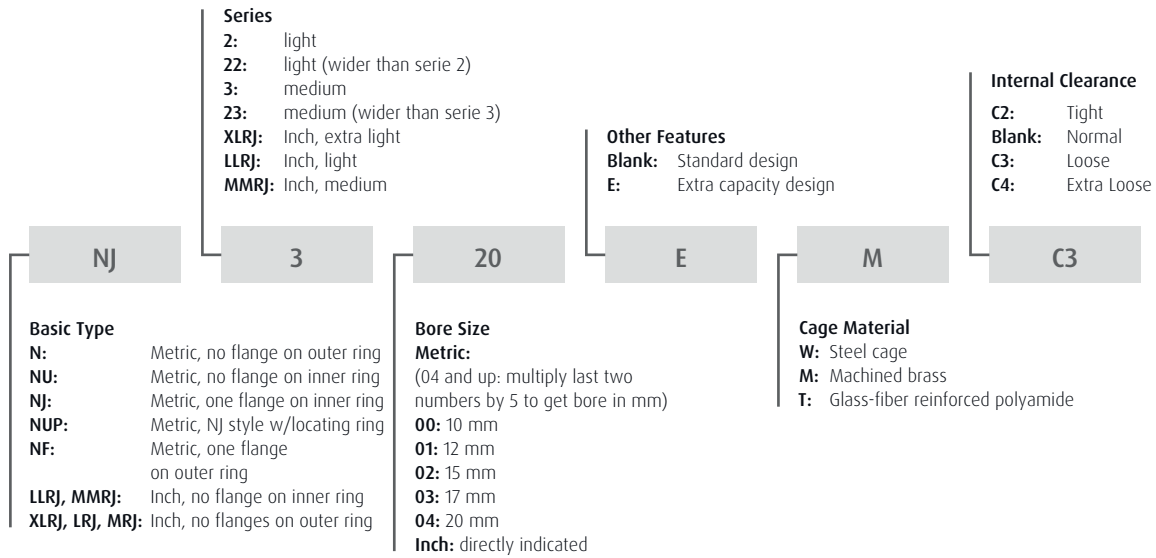 Series
2: light
22: light (wider than serie 2)
3: medium
23: medium (wider than serie 3)
XLRJ: Inch, extra light
LLRJ: Inch, light
MMRJ: Inch, medium
Other Features
Blank: Standard design
E: Extra capacity design
Internal Clearance
C2: Tight
Blank: Normal
C3: Loose
C4: Extra Loose
NJ 3 20 E M C3
Basic Type
N: Metric, no flange on outer ring
NU: Metric, no flange on inner ring
NJ: Metric, one flange on inner ring
NUP: Metric, NJ style w/locating ring
NF: Metric, one flange
on outer ring
LLRJ, MMRJ: Inch, no flange on inner ring
XLRJ, LRJ, MRJ: Inch, no flanges on outer ring
Bore Size
Metric:
(04 and up: multiply last two
numbers by 5 to get bore in mm)
00: 10 mm
01: 12 mm
02: 15 mm
03: 17 mm
04: 20 mm
Inch: directly indicated
Cage Material
W: Steel cage
M: Machined brass
T: Glass-fiber reinforced polyamide